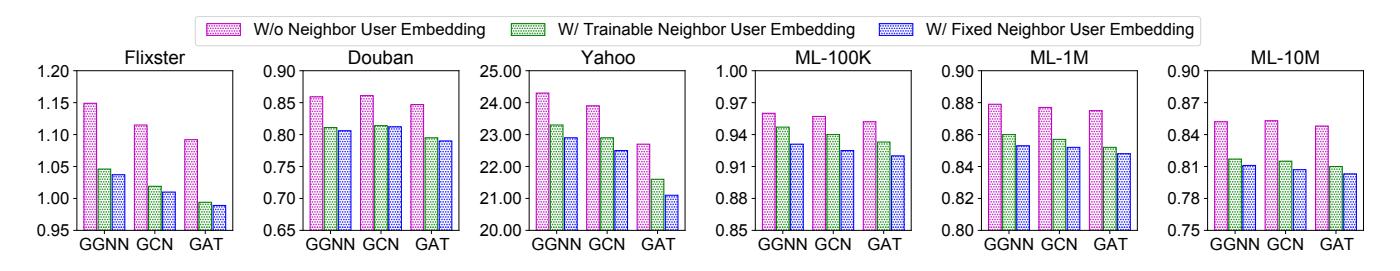 W/o Neighbor User Embedding W/ Trainable Neighbor User Embedding W/ Fixed Neighbor User Embedding
Flixster
1.20
1.15
1.10
1.05
1.00
0.95
GGNN GCN GAT
Douban
0.90
0.85
0.80
0.75
0.70
0.65
GGNN GCN GAT
Yahoo
25.00
24.00
23.00
22.00
21.00
20.00
GGNN GCN GAT
ML-100K
1.00
0.97
0.94
0.91
0.88
0.85
GGNN GCN GAT
ML-1M
0.90
0.88
0.86
0.84
0.82
0.80
GGNN GCN GAT
ML-10M
0.90
0.87
0.84
0.81
0.78
0.75
GGNN GCN GAT